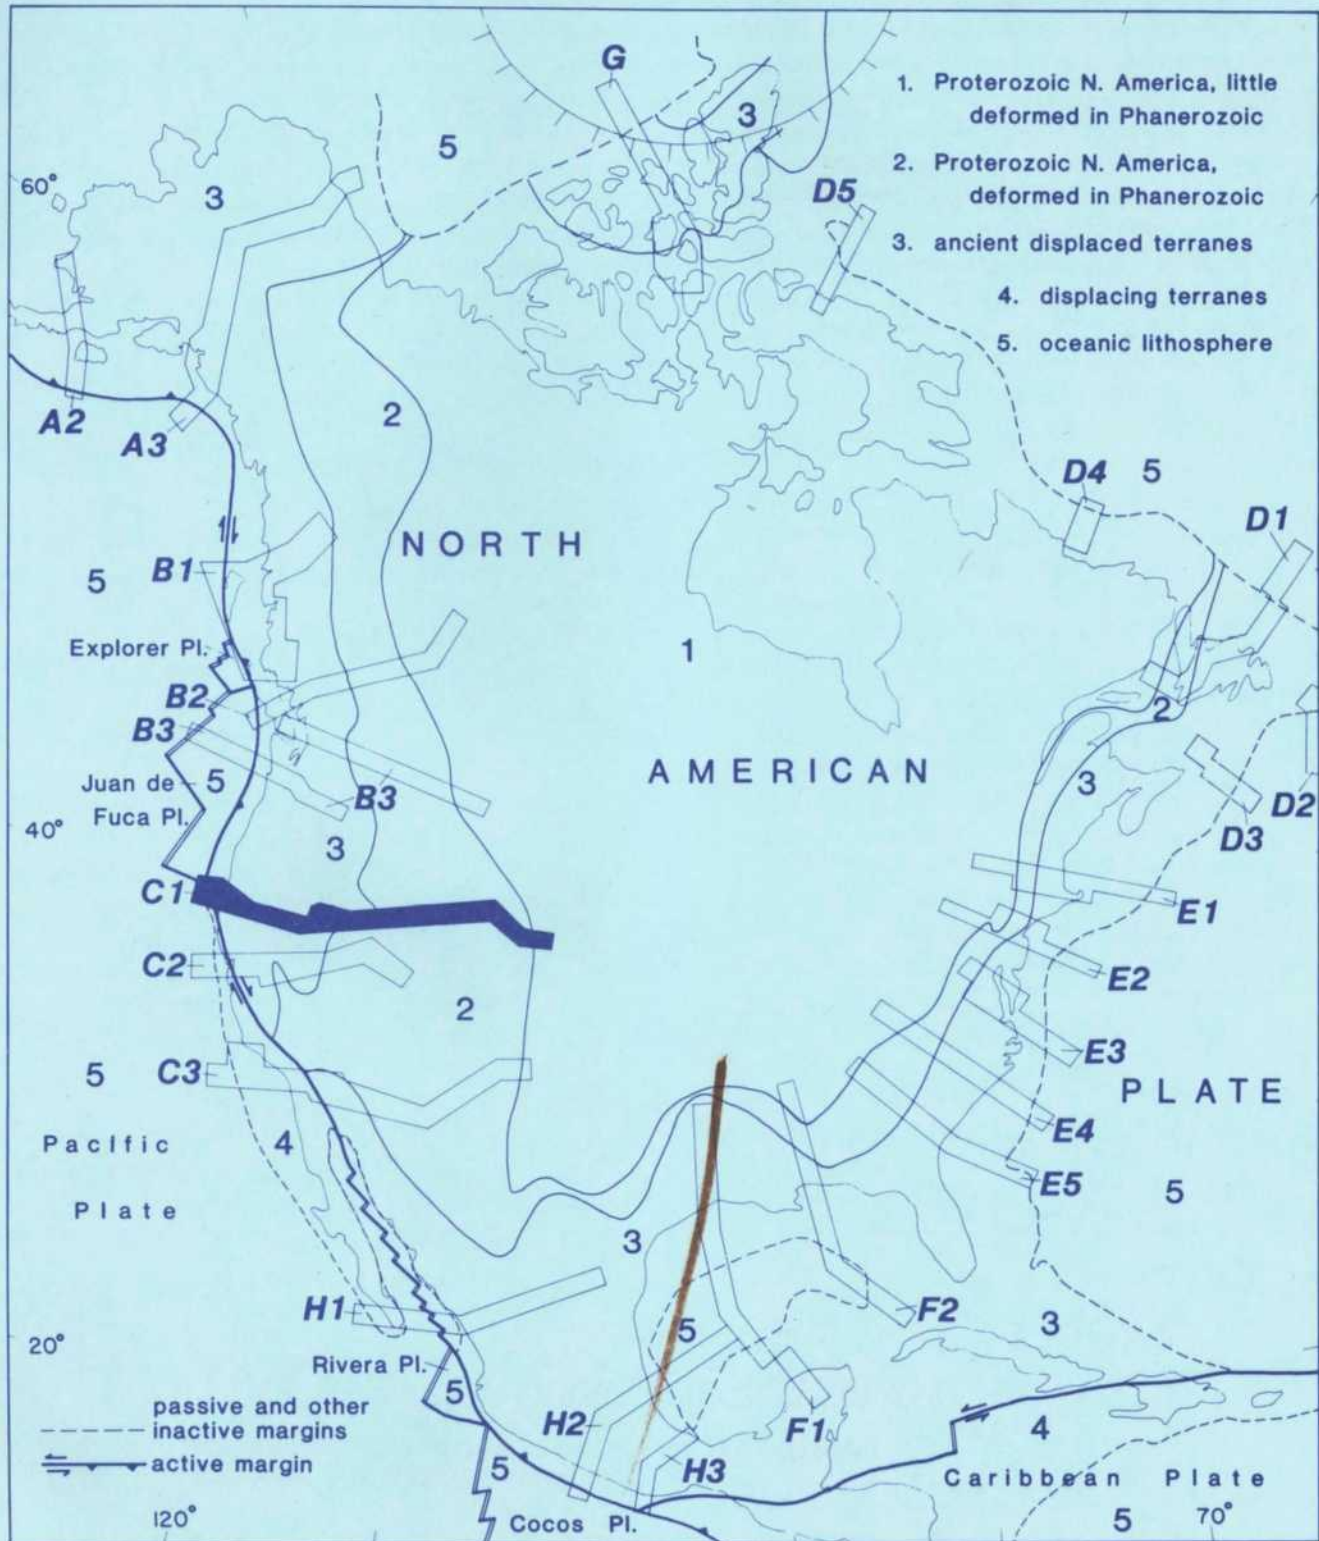 G
1. Proterozoic N. America, little
deformed in Phanerozoic
3
5
2. Proterozoic N. America,
deformed in Phanerozoic
60°
3
D5
3. ancient displaced terranes
4. displacing terranes
5. oceanic lithosphere
A2
A3
2
D4
5
D1
NORTH
5
B1
Explorer Pl.
1
B2
B3
2
Juan de
Fuca Pl.
5
B3
AMERICAN
3
D3
D2
40°
3
C1
E1
C2
E2
2
E3
5
C3
PLATE
Pacific
Plate
4
E4
E5
5
3
H1
5
F2
3
20°
Rivera Pl.
5
passive and other
inactive margins
active margin
H2
F1
4
5
H3
Caribbean Plate
120°
Cocos Pl.
5
70°